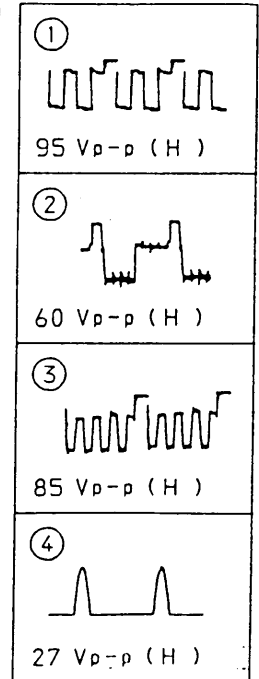 ①
95 Vp-p ( H )
②
60 Vp-p ( H )
③
85 Vp-p ( H )
④
27 Vp-p ( H )